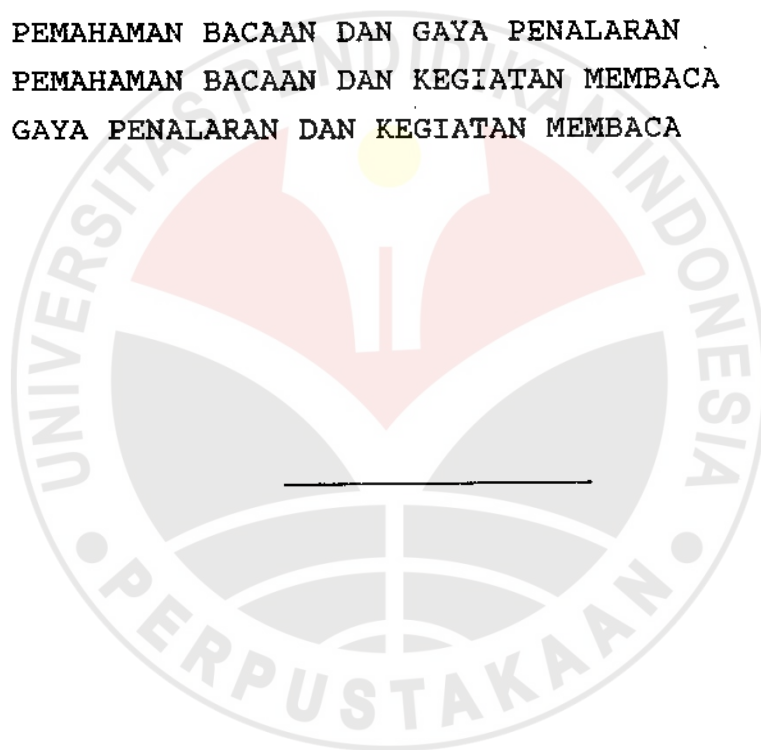 PEMAHAMAN BACAAN DAN GAYA PENALARAN
PEMAHAMAN BACAAN DAN KEGIATAN MEMBACA
GAYA PENALARAN DAN KEGIATAN MEMBACA
UNIVERSITAS PENDIDIKAN INDONESIA
PERPUSTAKAAN